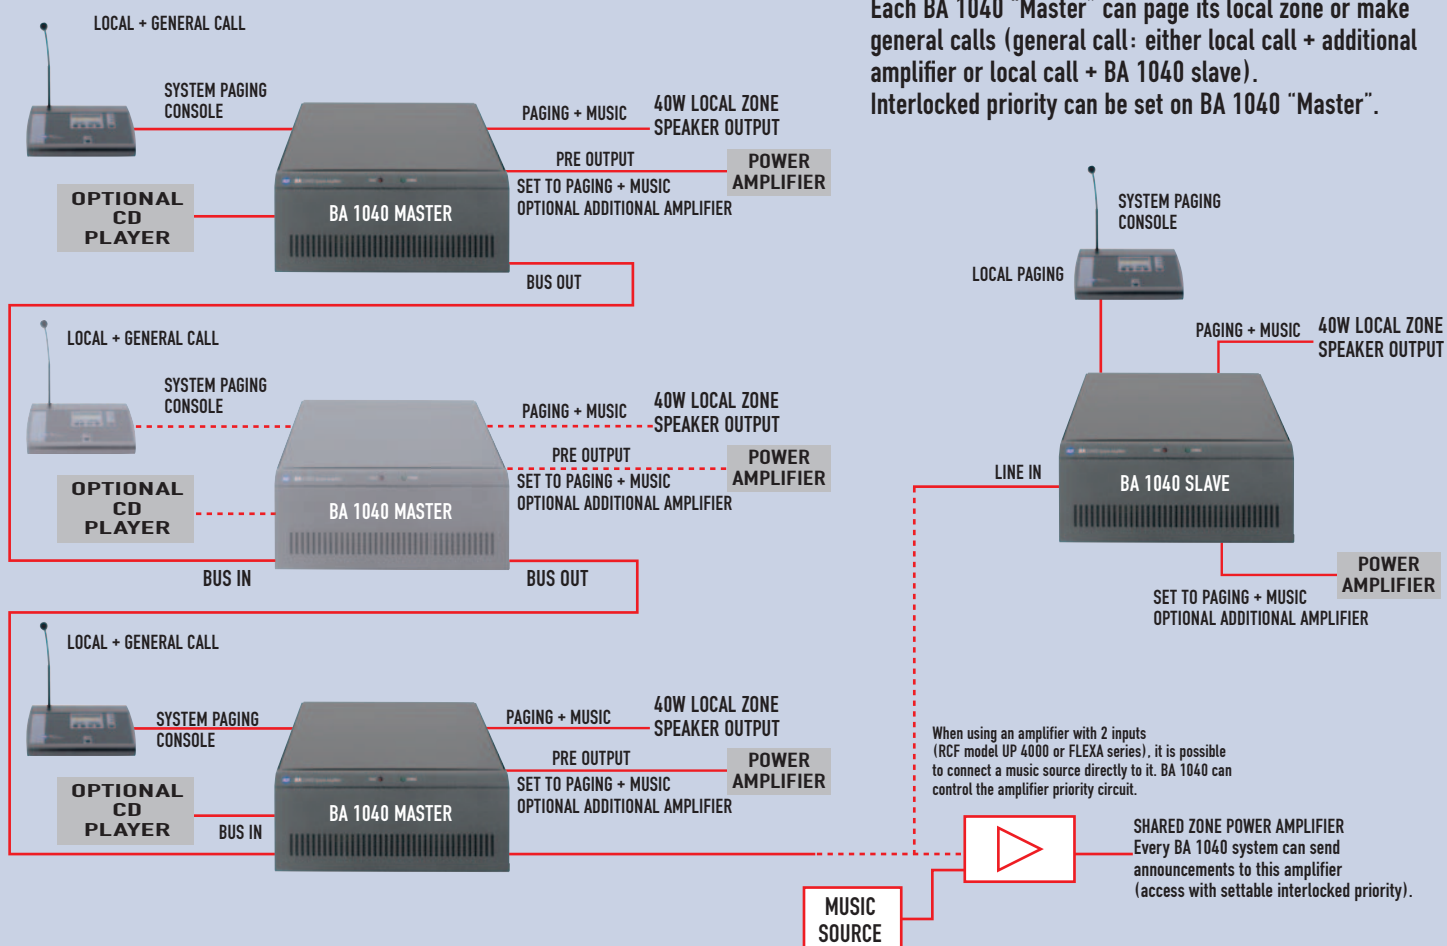 Each BA 1040 “Master” can page its local zone or make
general calls (general call: either local call + additional
amplifier or local call + BA 1040 slave).
Interlocked priority can be set on BA 1040 “Master”.
LOCAL + GENERAL CALL
SYSTEM PAGING
CONSOLE
OPTIONAL
CD
PLAYER
BA 1040 MASTER
PAGING + MUSIC
40W LOCAL ZONE
SPEAKER OUTPUT
PRE OUTPUT
SET TO PAGING + MUSIC
OPTIONAL ADDITIONAL AMPLIFIER
POWER
AMPLIFIER
BUS OUT
LOCAL + GENERAL CALL
SYSTEM PAGING
CONSOLE
OPTIONAL
CD
PLAYER
BA 1040 MASTER
PAGING + MUSIC
40W LOCAL ZONE
SPEAKER OUTPUT
PRE OUTPUT
SET TO PAGING + MUSIC
OPTIONAL ADDITIONAL AMPLIFIER
POWER
AMPLIFIER
BUS IN
BUS OUT
LOCAL + GENERAL CALL
SYSTEM PAGING
CONSOLE
OPTIONAL
CD
PLAYER
BUS IN
BA 1040 MASTER
PAGING + MUSIC
40W LOCAL ZONE
SPEAKER OUTPUT
PRE OUTPUT
SET TO PAGING + MUSIC
OPTIONAL ADDITIONAL AMPLIFIER
POWER
AMPLIFIER
SYSTEM PAGING
CONSOLE
LOCAL PAGING
PAGING + MUSIC
40W LOCAL ZONE
SPEAKER OUTPUT
LINE IN
BA 1040 SLAVE
POWER
AMPLIFIER
SET TO PAGING + MUSIC
OPTIONAL ADDITIONAL AMPLIFIER
When using an amplifier with 2 inputs
(RCF model UP 4000 or FLEXA series), it is possible
to connect a music source directly to it. BA 1040 can
control the amplifier priority circuit.
SHARED ZONE POWER AMPLIFIER
Every BA 1040 system can send
announcements to this amplifier
(access with settable interlocked priority).
MUSIC
SOURCE